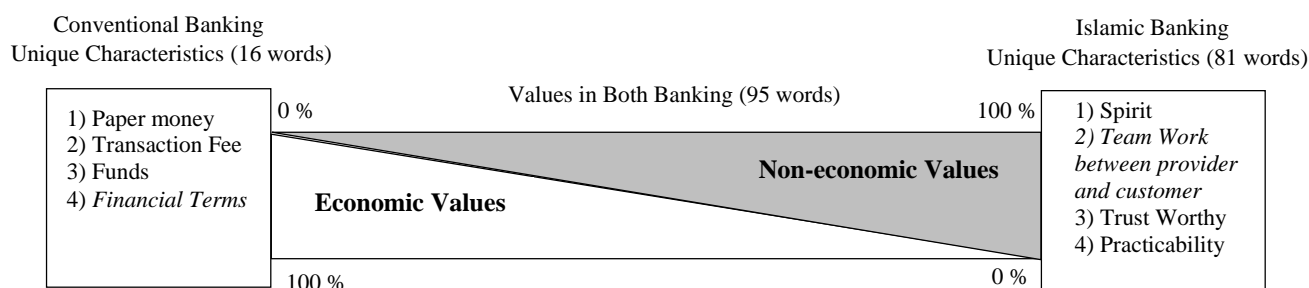 Conventional Banking
Unique Characteristics (16 words)
1) Paper money
2) Transaction Fee
3) Funds
4) Financial Terms
Values in Both Banking (95 words)
0 %
100 %
Non-economic Values
Economic Values
100 %
0 %
Islamic Banking
Unique Characteristics (81 words)
1) Spirit
2) Team Work
between provider
and customer
3) Trust Worthy
4) Practicability